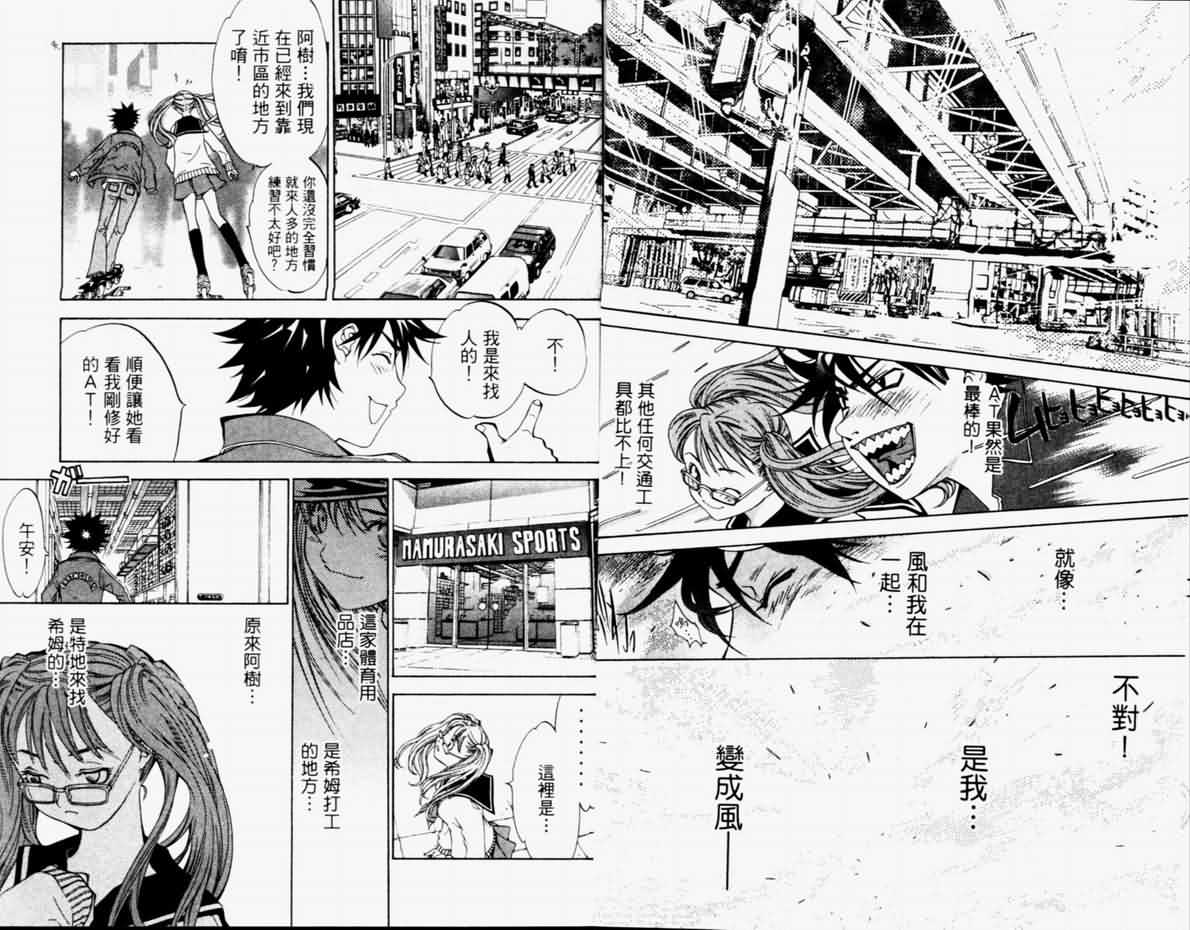 AT果然是
最棒的！
其他任何交通工
具都比不上！
就像…
風和我在
一起…
不對！
是我…
變成風——
阿樹…我們現
在已經來到靠
近市區的地方
了唷！
你還沒完全習慣
就來人多的地方
練習不太好吧？
不！
我是來找
人的！
順便讓她看
看我剛修好
的AT！
MAMURASAKI SPORTS
………
這裡是…
這家體育用
品店…
是希姆打工
的地方…
午安！
ガー
原來阿樹…
是特地來找
希姆的…